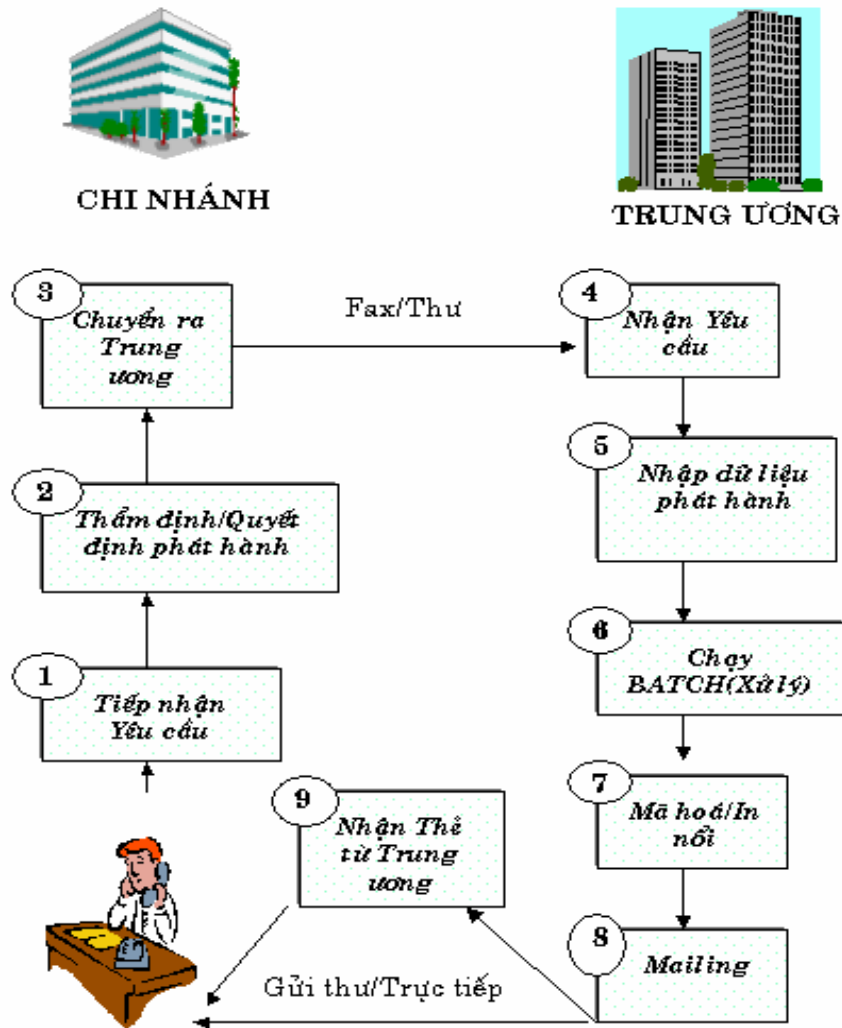 CHI NHÁNH
TRUNG ƯƠNG
3
Chuyển ra
Trung
ương
Fax/Thư
4
Nhận Yêu
cầu
2
Thẩm định/Quyết
định phát hành
5
Nhập dữ liệu
phát hành
1
Tiếp nhận
Yêu cầu
6
Chạy
BATCH(Xử lý)
9
Nhận Thẻ
từ Trung
ương
7
Mã hoá/In
nổi
8
Mailing
Gửi thư/Trực tiếp